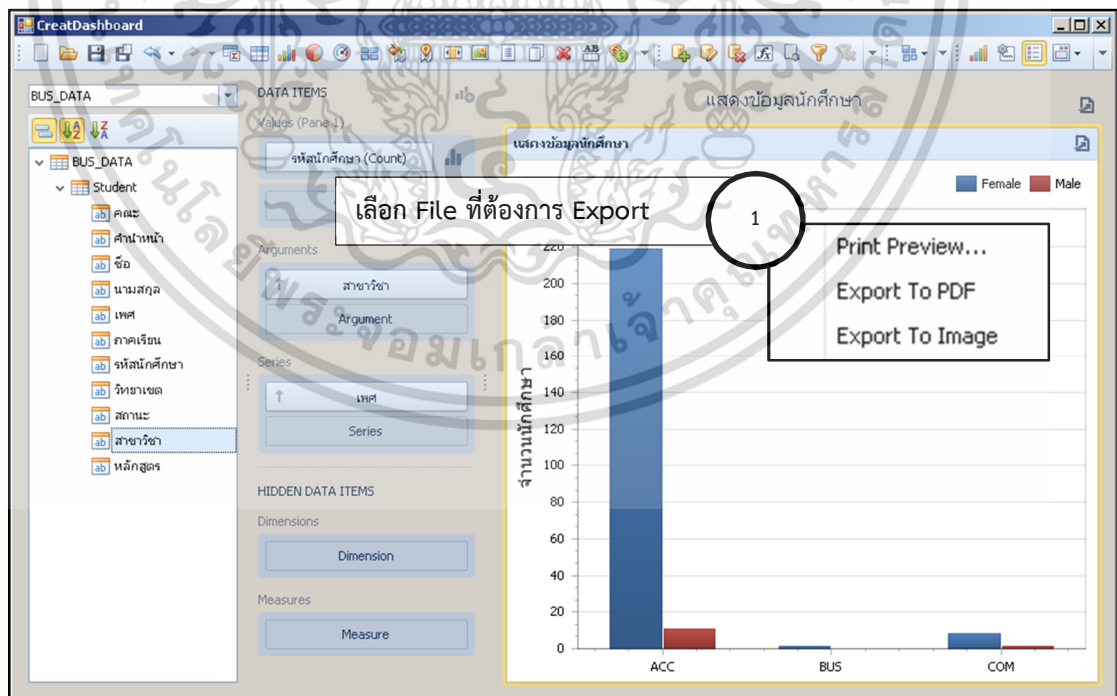 CreatDashboard
BUS_DATA
BUS_DATA
Student
คณะ
คำนำหน้า
ชื่อ
นามสกุล
เพศ
ภาคเรียน
รหัสนักศึกษา
วิทยาเขต
สถานะ
สาขาวิชา
หลักสูตร
DATA ITEMS
Values (Pane 1)
รหัสนักศึกษา (Count)
Arguments
สาขาวิชา
Argument
Series
เพศ
Series
HIDDEN DATA ITEMS
Dimensions
Dimension
Measures
Measure
แสดงข้อมูลนักศึกษา
แสดงข้อมูลนักศึกษา
Female
Male
เลือก File ที่ต้องการ Export
1
Print Preview...
Export To PDF
Export To Image
จำนวนนักศึกษา
220
200
180
160
140
120
100
80
60
40
20
0
ACC
BUS
COM